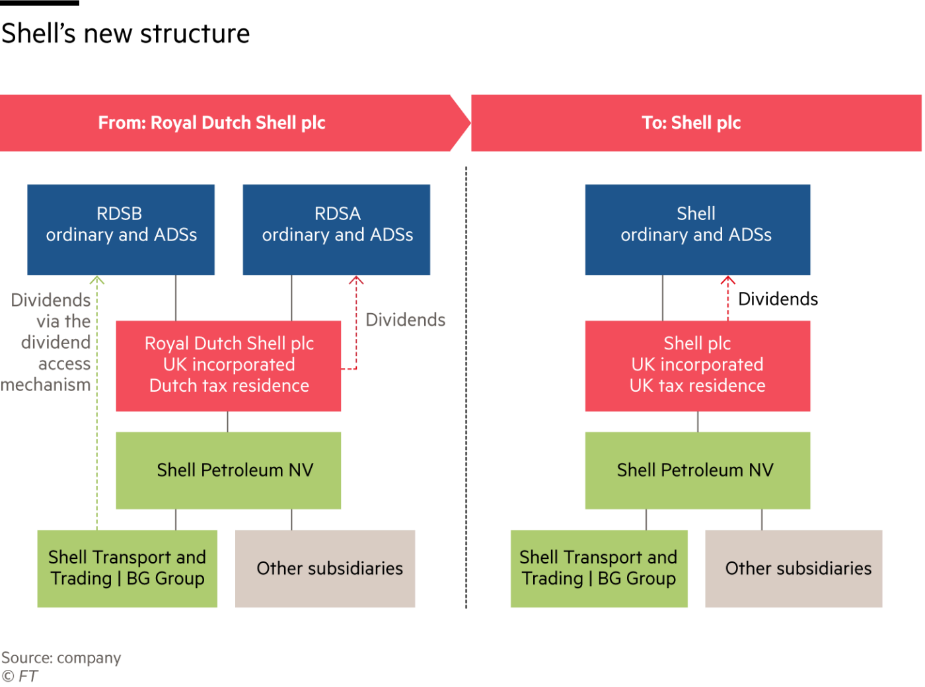 Shell’s new structure
From: Royal Dutch Shell plc
To: Shell plc
RDSB
ordinary and ADSs
RDSA
ordinary and ADSs
Dividends
via the
dividend
access
mechanism
Dividends
Royal Dutch Shell plc
UK incorporated
Dutch tax residence
Shell Petroleum NV
Shell Transport and
Trading | BG Group
Other subsidiaries
Shell
ordinary and ADSs
Dividends
Shell plc
UK incorporated
UK tax residence
Shell Petroleum NV
Shell Transport and
Trading | BG Group
Other subsidiaries
Source: company
© FT